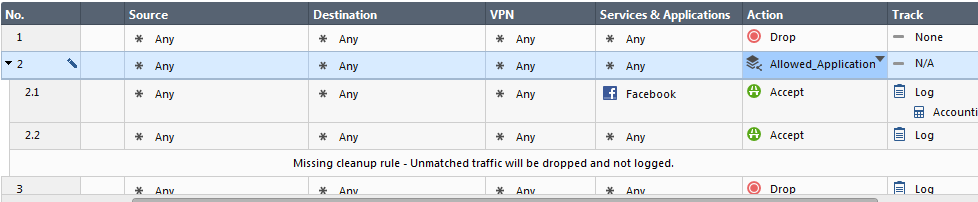 No. Source Destination VPN Services & Applications Action Track
1 Any Any Any Any Drop None
2 Any Any Any Any Allowed_Application N/A
2.1 Any Any Any Facebook Accept Log
Accounti
2.2 Any Any Any Any Accept Log
Missing cleanup rule - Unmatched traffic will be dropped and not logged.
3 Any Any Any Any Drop Log